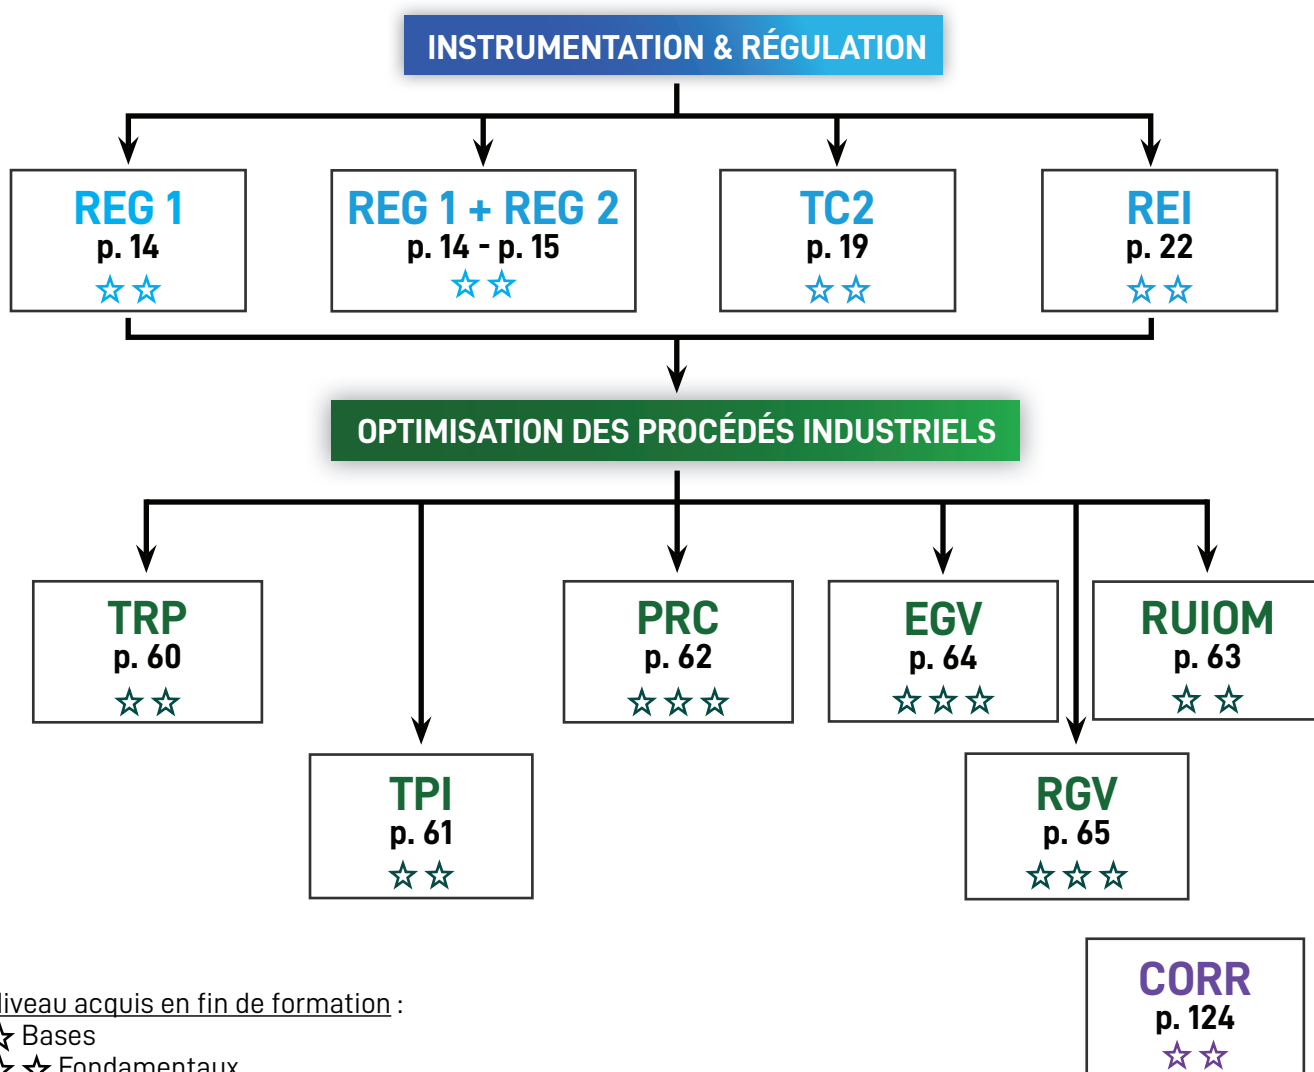 INSTRUMENTATION & RÉGULATION
REG 1
p. 14
REG 1 + REG 2
p. 14 - p. 15
TC2
p. 19
REI
p. 22
OPTIMISATION DES PROCÉDÉS INDUSTRIELS
TRP
p. 60
PRC
p. 62
EGV
p. 64
RUIOM
p. 63
TPI
p. 61
RGV
p. 65
CORR
p. 124
Niveau acquis en fin de formation :
Bases
Fondamentaux